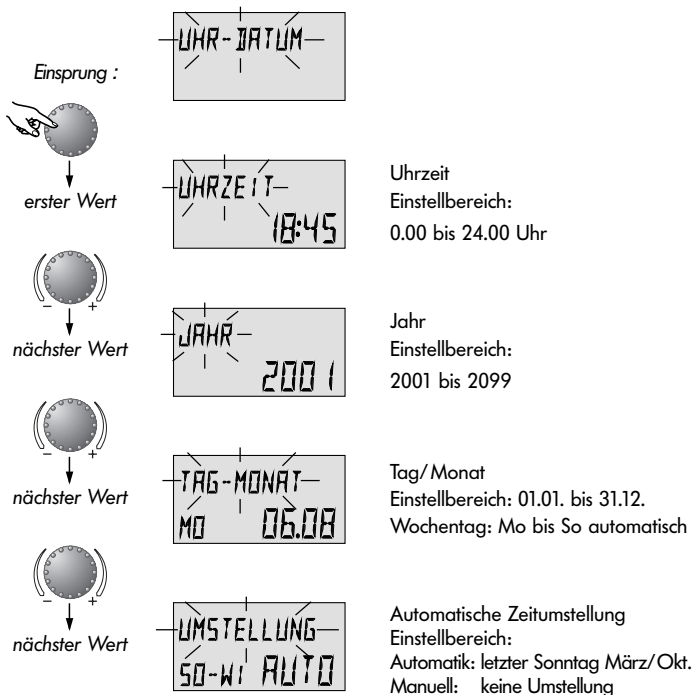 UHR-DATUM
Einsprung :
erster Wert
UHRZEIT
18:45
Uhrzeit
Einstellbereich:
0.00 bis 24.00 Uhr
- +
nächster Wert
JAHR
2001
Jahr
Einstellbereich:
2001 bis 2099
- +
nächster Wert
TAG-MONAT
MO 06.08
Tag/Monat
Einstellbereich: 01.01. bis 31.12.
Wochentag: Mo bis So automatisch
- +
nächster Wert
UMSTELLUNG
SO-WI AUTO
Automatische Zeitumstellung
Einstellbereich:
Automatik: letzter Sonntag März/Okt.
Manuell: keine Umstellung